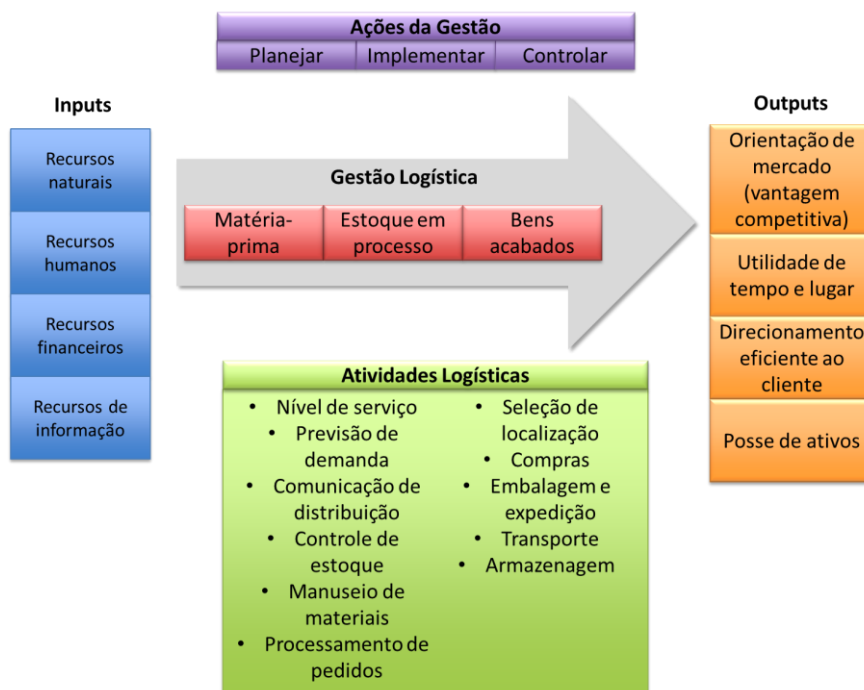 Ações da Gestão
Planejar Implementar Controlar
Inputs
Recursos
naturais
Recursos
humanos
Recursos
financeiros
Recursos de
informação
Gestão Logística
Matéria-
prima
Estoque em
processo
Bens
acabados
Outputs
Orientação de
mercado
(vantagem
competitiva)
Utilidade de
tempo e lugar
Direcionamento
eficiente ao
cliente
Posse de ativos
Atividades Logísticas
• Nível de serviço
• Previsão de
demanda
• Comunicação de
distribuição
• Controle de
estoque
• Manuseio de
materiais
• Processamento de
pedidos
• Seleção de
localização
• Compras
• Embalagem e
expedição
• Transporte
• Armazenagem